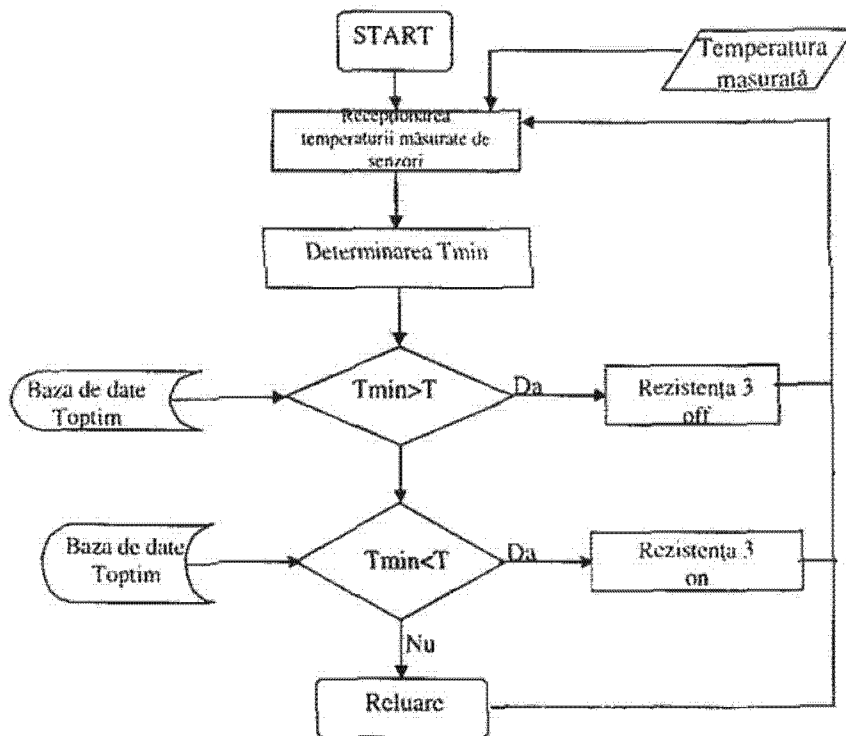 START
Temperatura
masurată
Recepționarea
temperaturii măsurate de
senzori
Determinarea Tmin
Baza de date
Toptim
Tmin>T
Da
Rezistența 3
off
Baza de date
Toptim
Tmin<T
Da
Rezistența 3
on
Nu
Reluare